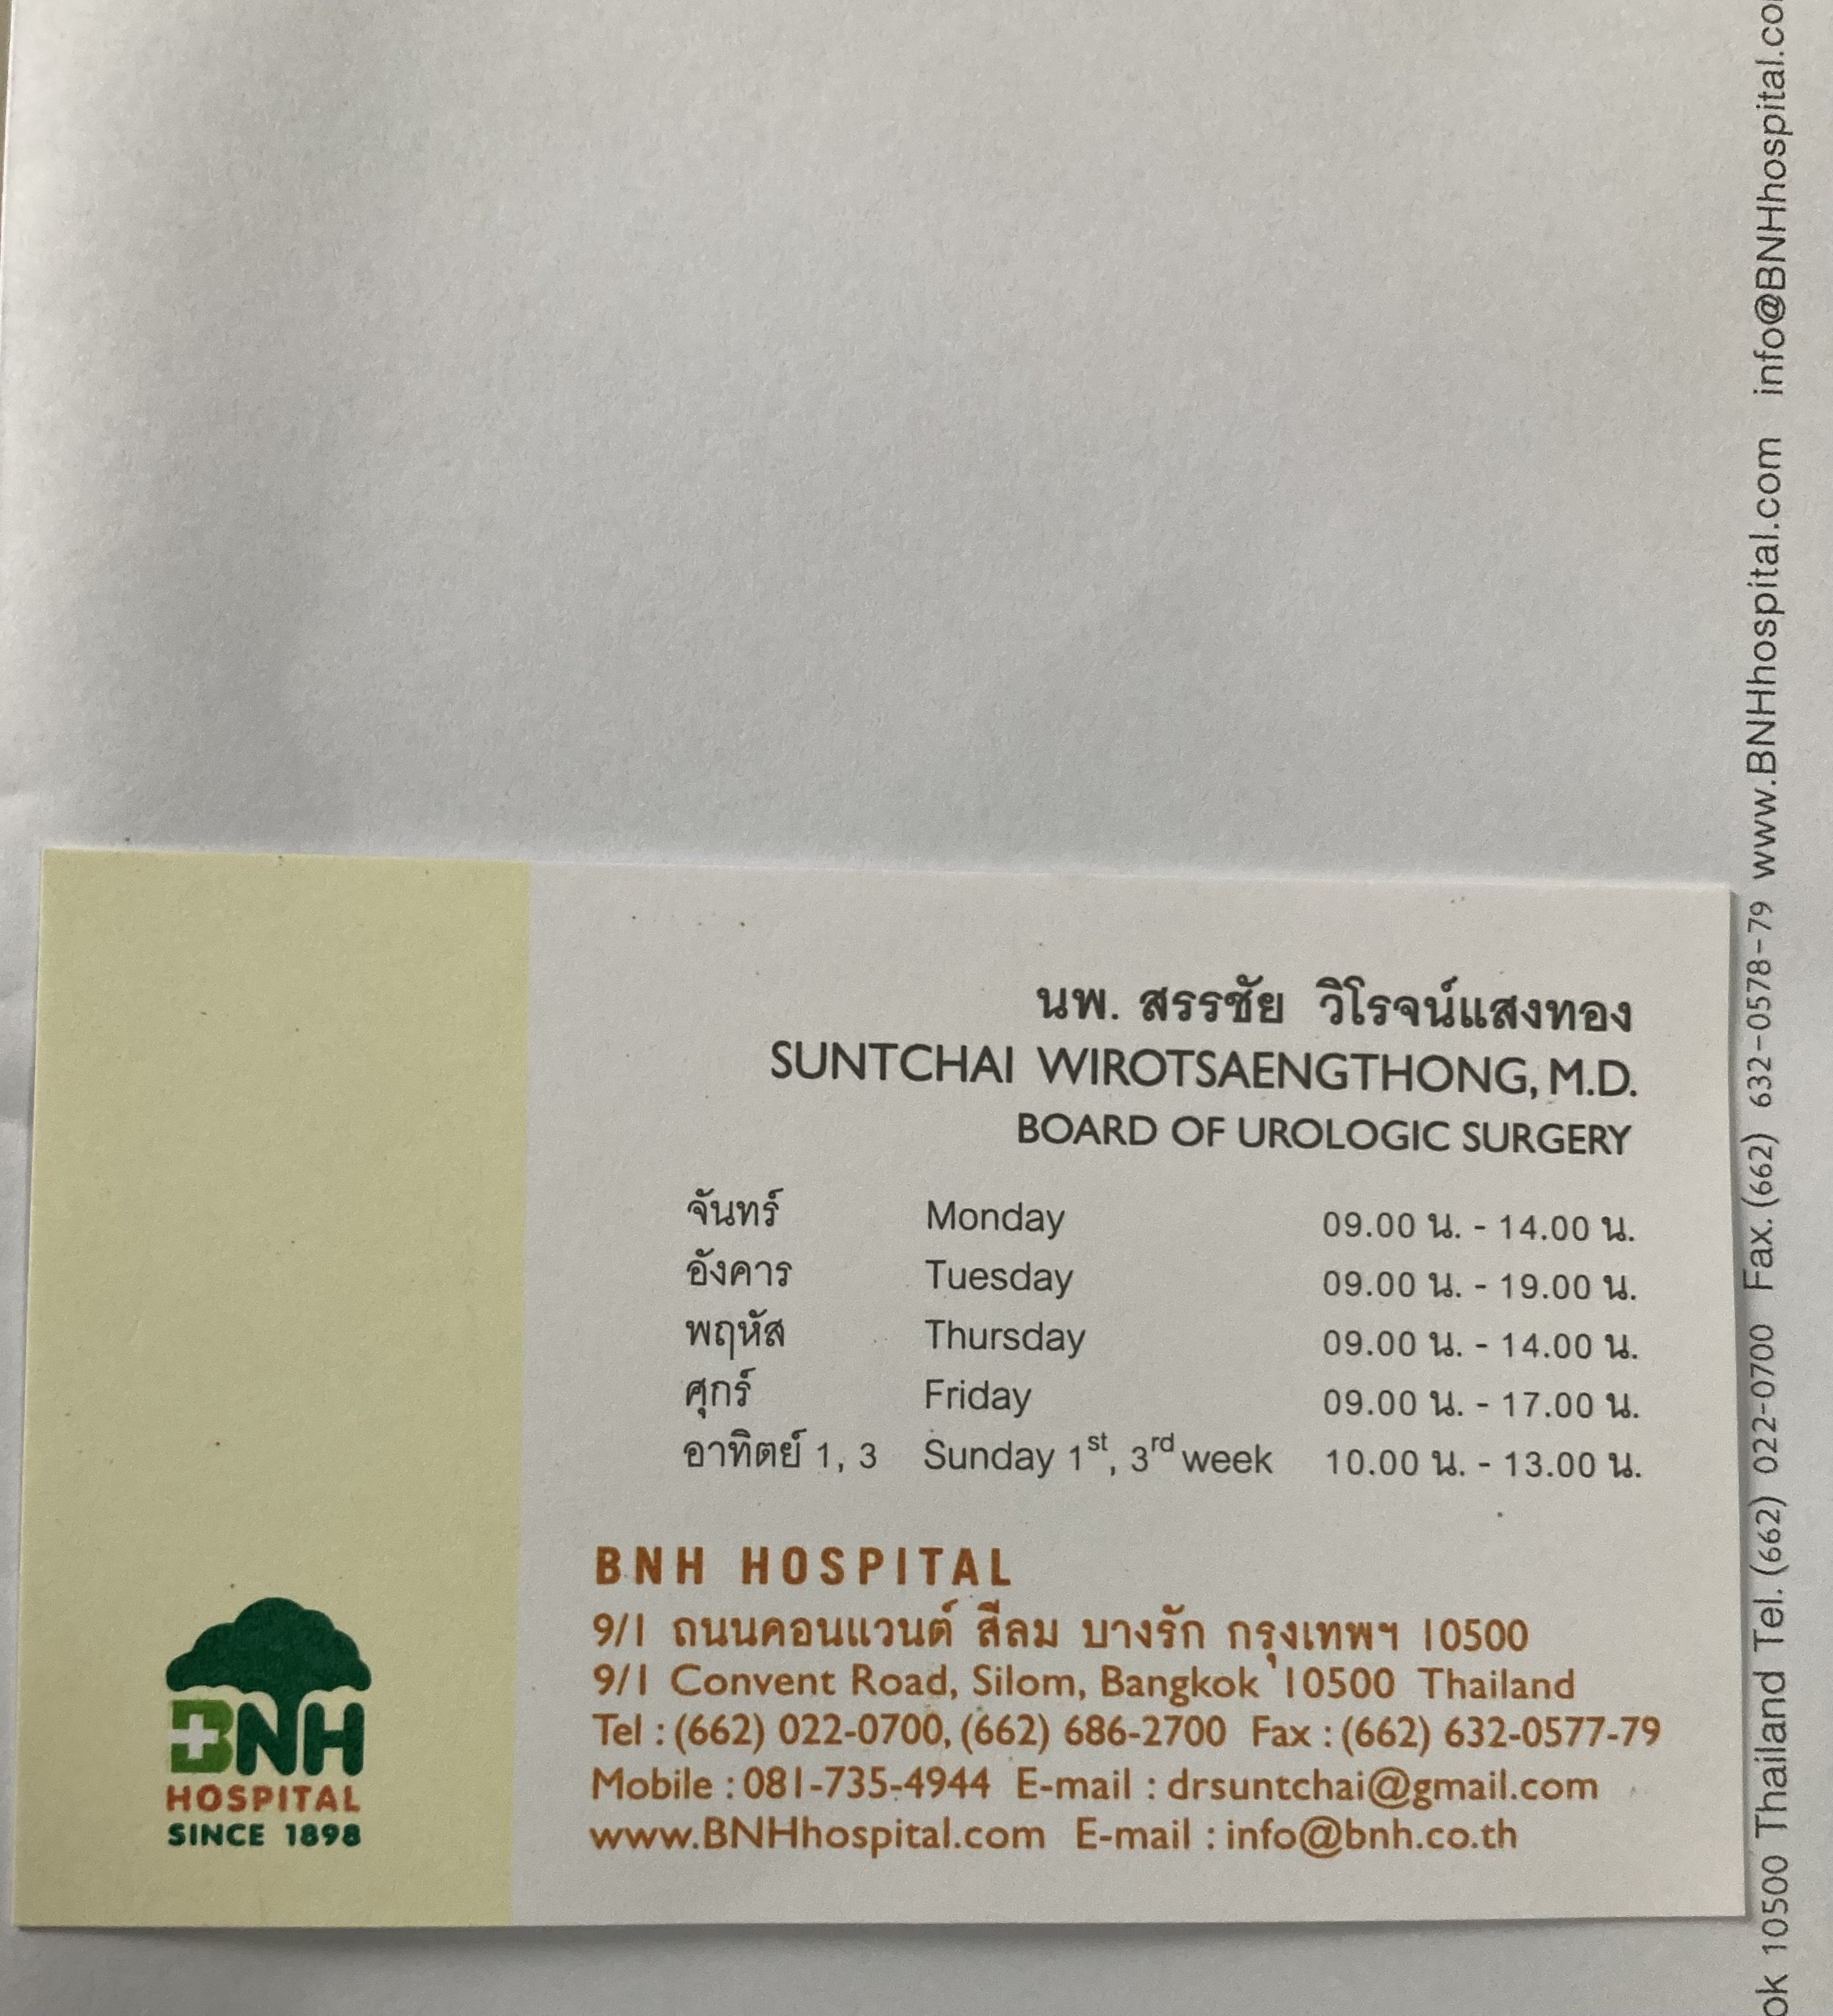 นพ. สรรชัย วิโรจน์แสงทอง
SUNTCHAI WIROTSAENGTHONG, M.D.
BOARD OF UROLOGIC SURGERY
จันทร์ Monday 09.00 น. - 14.00 น.
อังคาร Tuesday 09.00 น. - 19.00 น.
พฤหัส Thursday 09.00 น. - 14.00 น.
ศุกร์ Friday 09.00 น. - 17.00 น.
อาทิตย์ 1, 3 Sunday 1st, 3rd week 10.00 น. - 13.00 น.
BNH HOSPITAL
9/1 ถนนคอนแวนต์ สีลม บางรัก กรุงเทพฯ 10500
9/1 Convent Road, Silom, Bangkok 10500 Thailand
Tel : (662) 022-0700, (662) 686-2700 Fax : (662) 632-0577-79
Mobile : 081-735-4944 E-mail : drsuntchai@gmail.com
www.BNHhospital.com E-mail : info@bnh.co.th
BNH
HOSPITAL
SINCE 1898
10500 Thailand Tel. (662) 022-0700 Fax. (662) 632-0578-79 www.BNHhospital.com info@BNHhospital.co